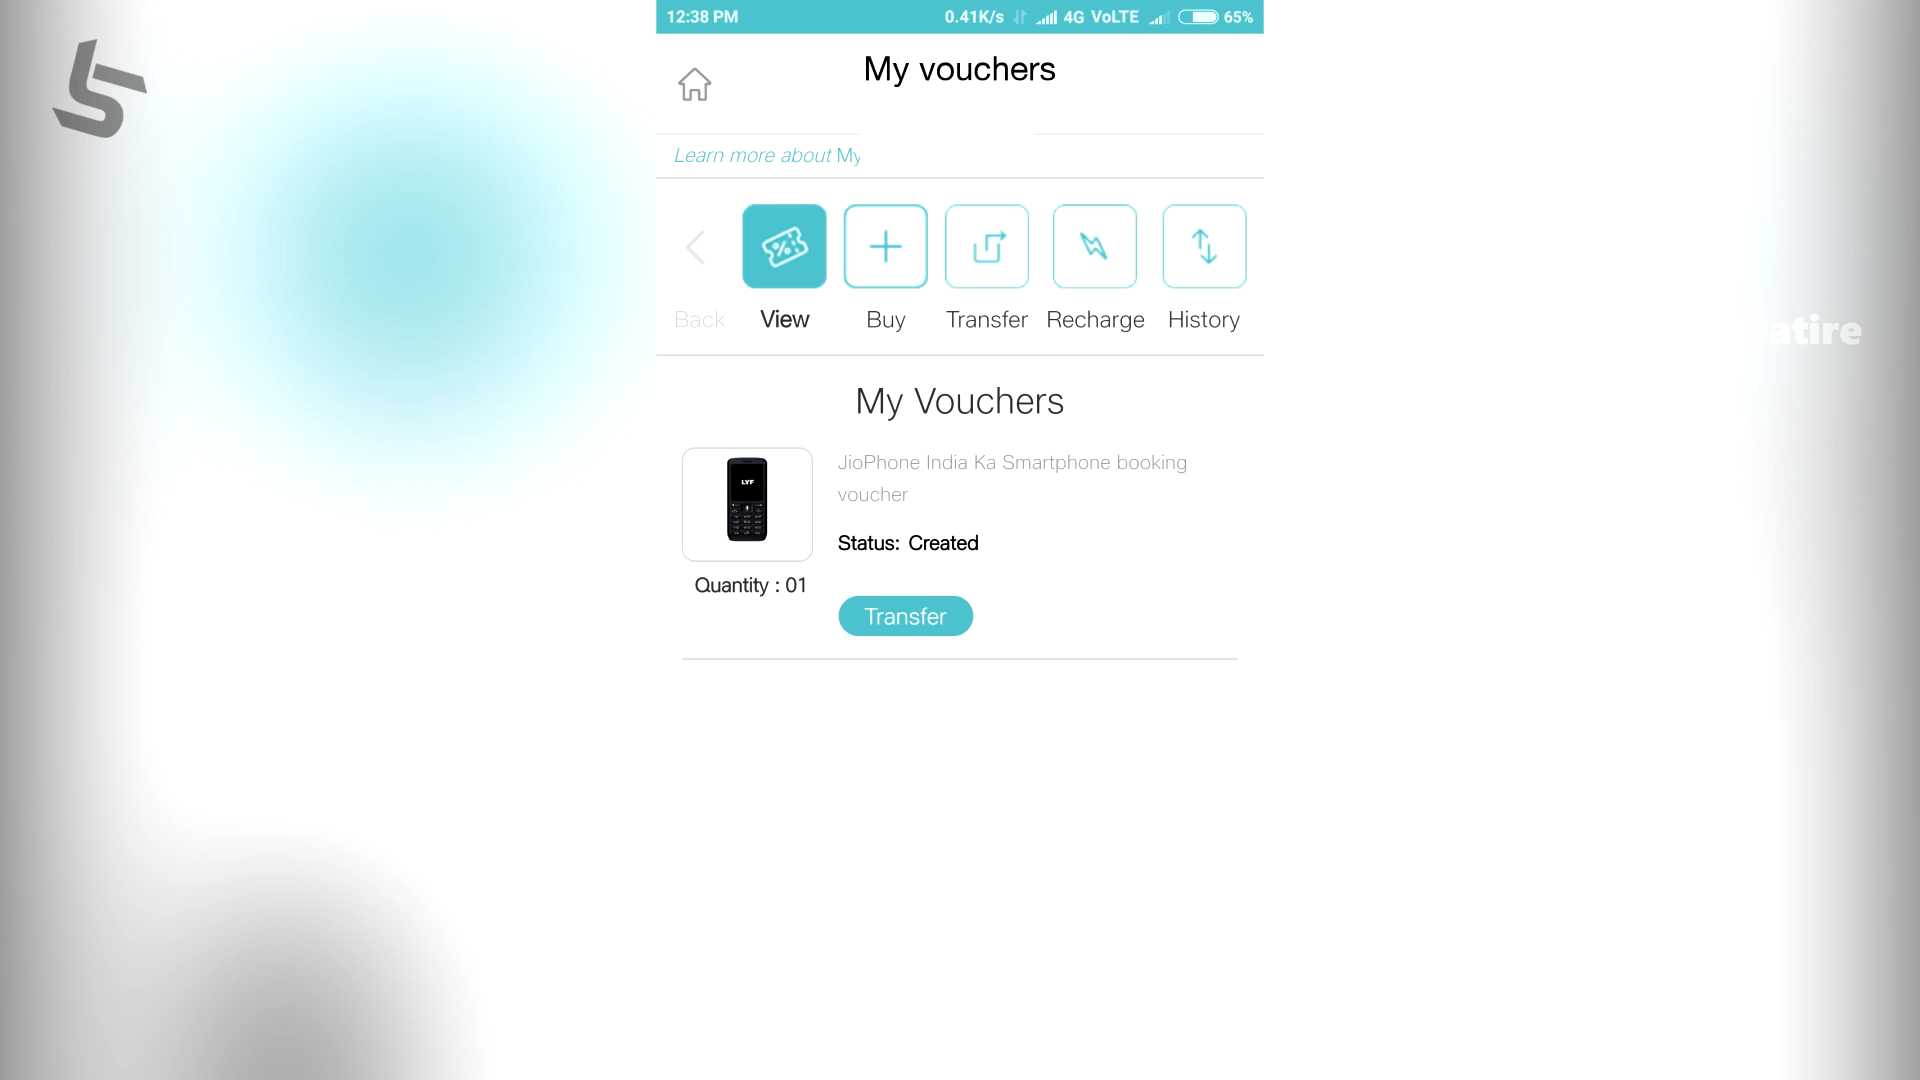 12:38 PM 0.41K/s 4G VoLTE 65%
My vouchers
Learn more about My
Back View Buy Transfer Recharge History
My Vouchers
LYF
JioPhone India Ka Smartphone booking
voucher
Status: Created
Quantity : 01
Transfer